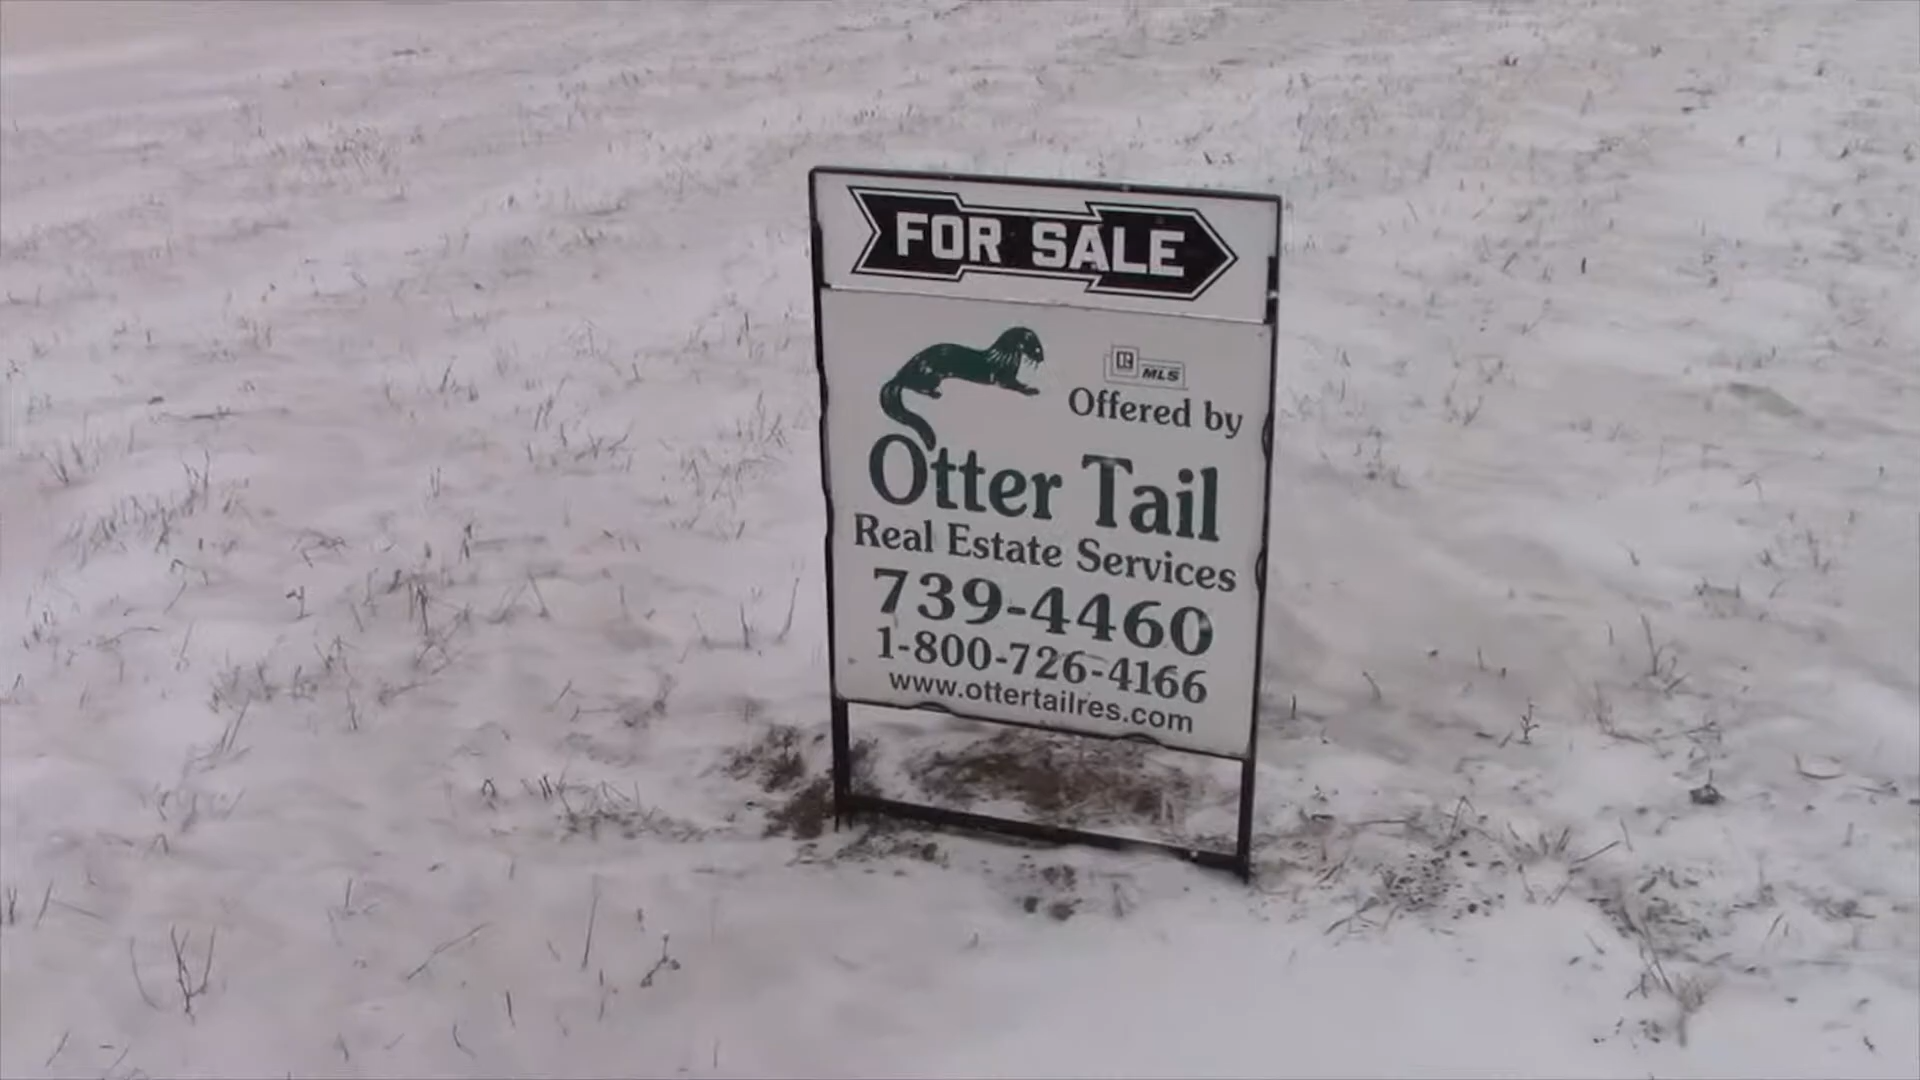 FOR SALE
R
MLS
Offered by
Otter Tail
Real Estate Services
739-4460
1-800-726-4166
www.ottertailres.com